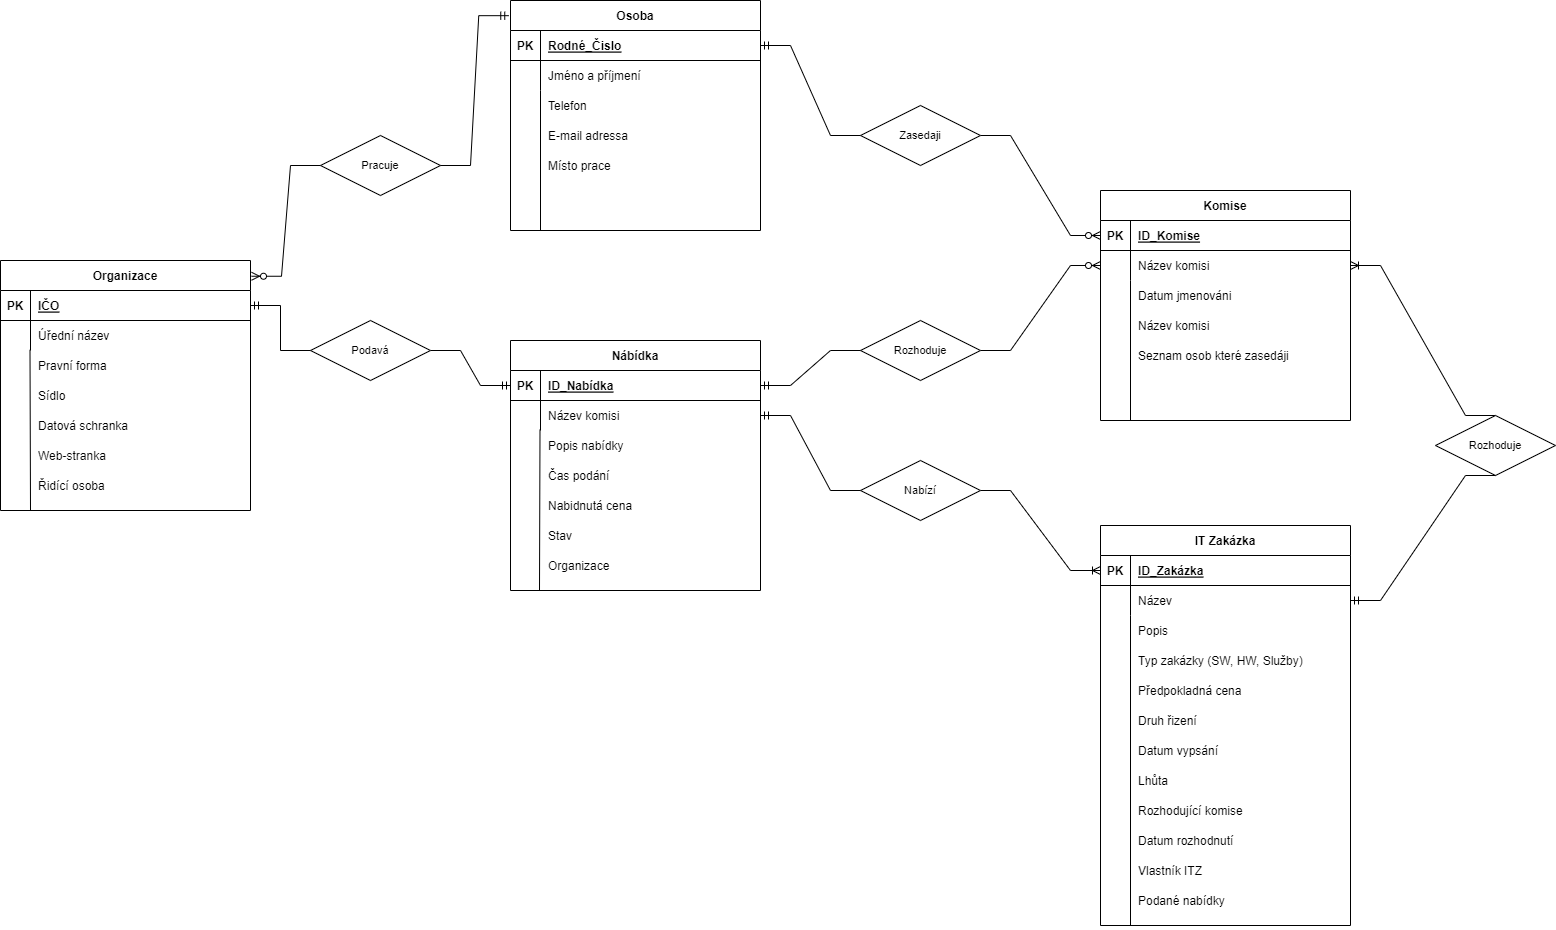 Osoba
PK Rodné_Čislo
Jméno a příjmení
Telefon
E-mail adressa
Místo prace
Zasedaji
Pracuje
Komise
PK ID_Komise
Název komisi
Datum jmenováni
Název komisi
Seznam osob které zasedáji
Organizace
PK IČO
Úřední název
Pravní forma
Sídlo
Datová schranka
Web-stranka
Řidící osoba
Podavá
Rozhoduje
Nábídka
PK ID_Nabídka
Název komisi
Popis nabídky
Čas podání
Nabidnutá cena
Stav
Organizace
Nabízí
Rozhoduje
IT Zakázka
PK ID_Zakázka
Název
Popis
Typ zakázky (SW, HW, Služby)
Předpokladná cena
Druh řizení
Datum vypsání
Lhůta
Rozhodující komise
Datum rozhodnutí
Vlastník ITZ
Podané nabídky